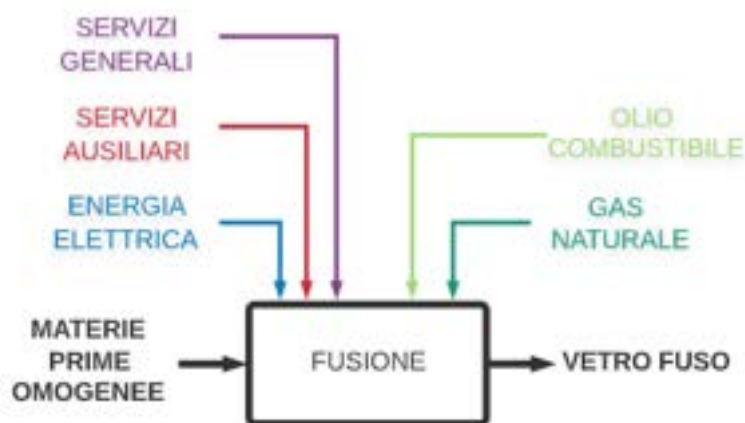 SERVIZI
GENERALI
SERVIZI
AUSILIARI
ENERGIA
ELETTRICA
OLIO
COMBUSTIBILE
GAS
NATURALE
MATERIE
PRIME
OMOGENEE
FUSIONE
VETRO FUSO